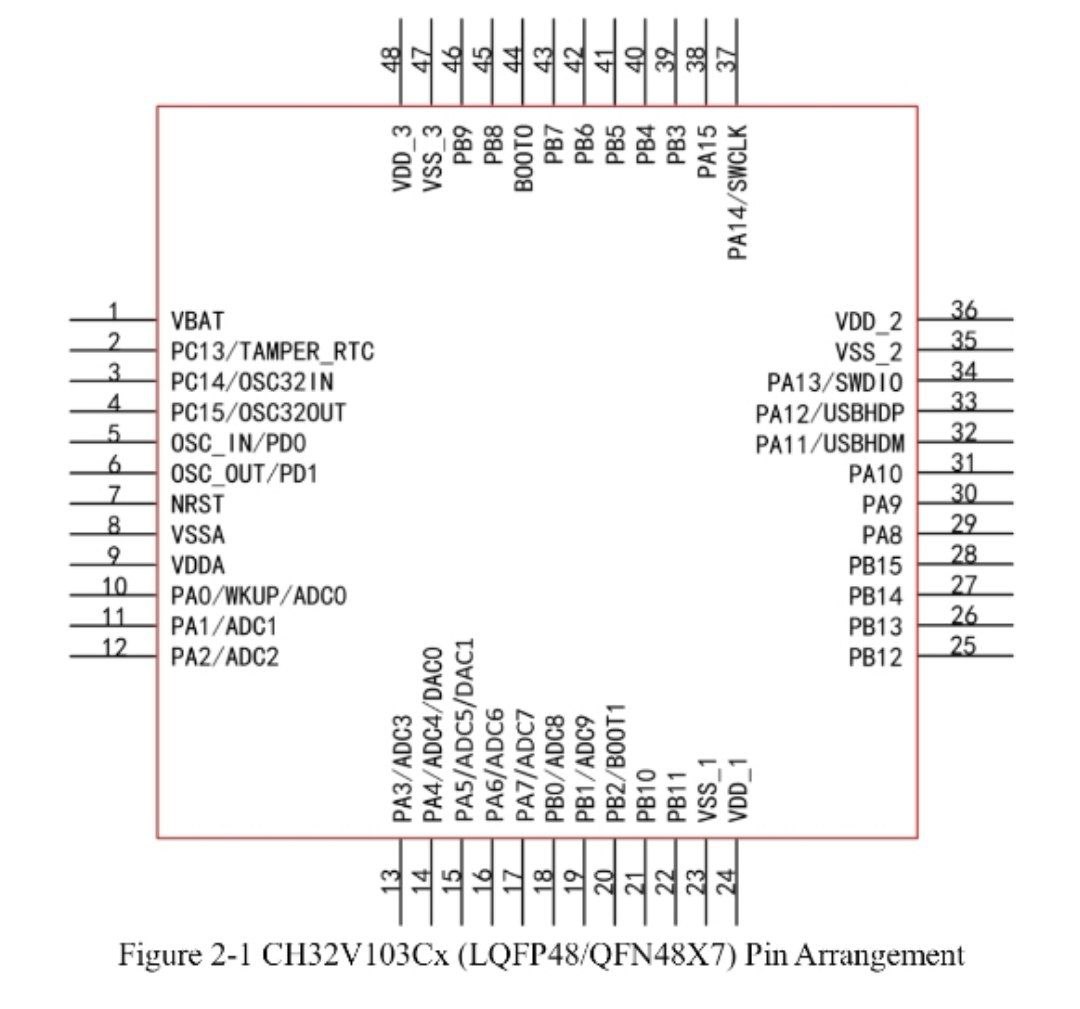 48 47 46 45 44 43 42 41 40 39 38 37
VDD_3
VSS_3
PB9
PB8
BOOT0
PB7
PB6
PB5
PB4
PB3
PA15
PA14/SWCLK
1 VBAT
2 PC13/TAMPER_RTC
3 PC14/OSC32IN
4 PC15/OSC32OUT
5 OSC_IN/PD0
6 OSC_OUT/PD1
7 NRST
8 VSSA
9 VDDA
10 PA0/WKUP/ADC0
11 PA1/ADC1
12 PA2/ADC2
VDD_2 36
VSS_2 35
PA13/SWDIO 34
PA12/USBHDP 33
PA11/USBHDM 32
PA10 31
PA9 30
PA8 29
PB15 28
PB14 27
PB13 26
PB12 25
PA3/ADC3
PA4/ADC4/DAC0
PA5/ADC5/DAC1
PA6/ADC6
PA7/ADC7
PB0/ADC8
PB1/ADC9
PB2/BOOT1
PB10
PB11
VSS_1
VDD_1
13 14 15 16 17 18 19 20 21 22 23 24
Figure 2-1 CH32V103Cx (LQFP48/QFN48X7) Pin Arrangement